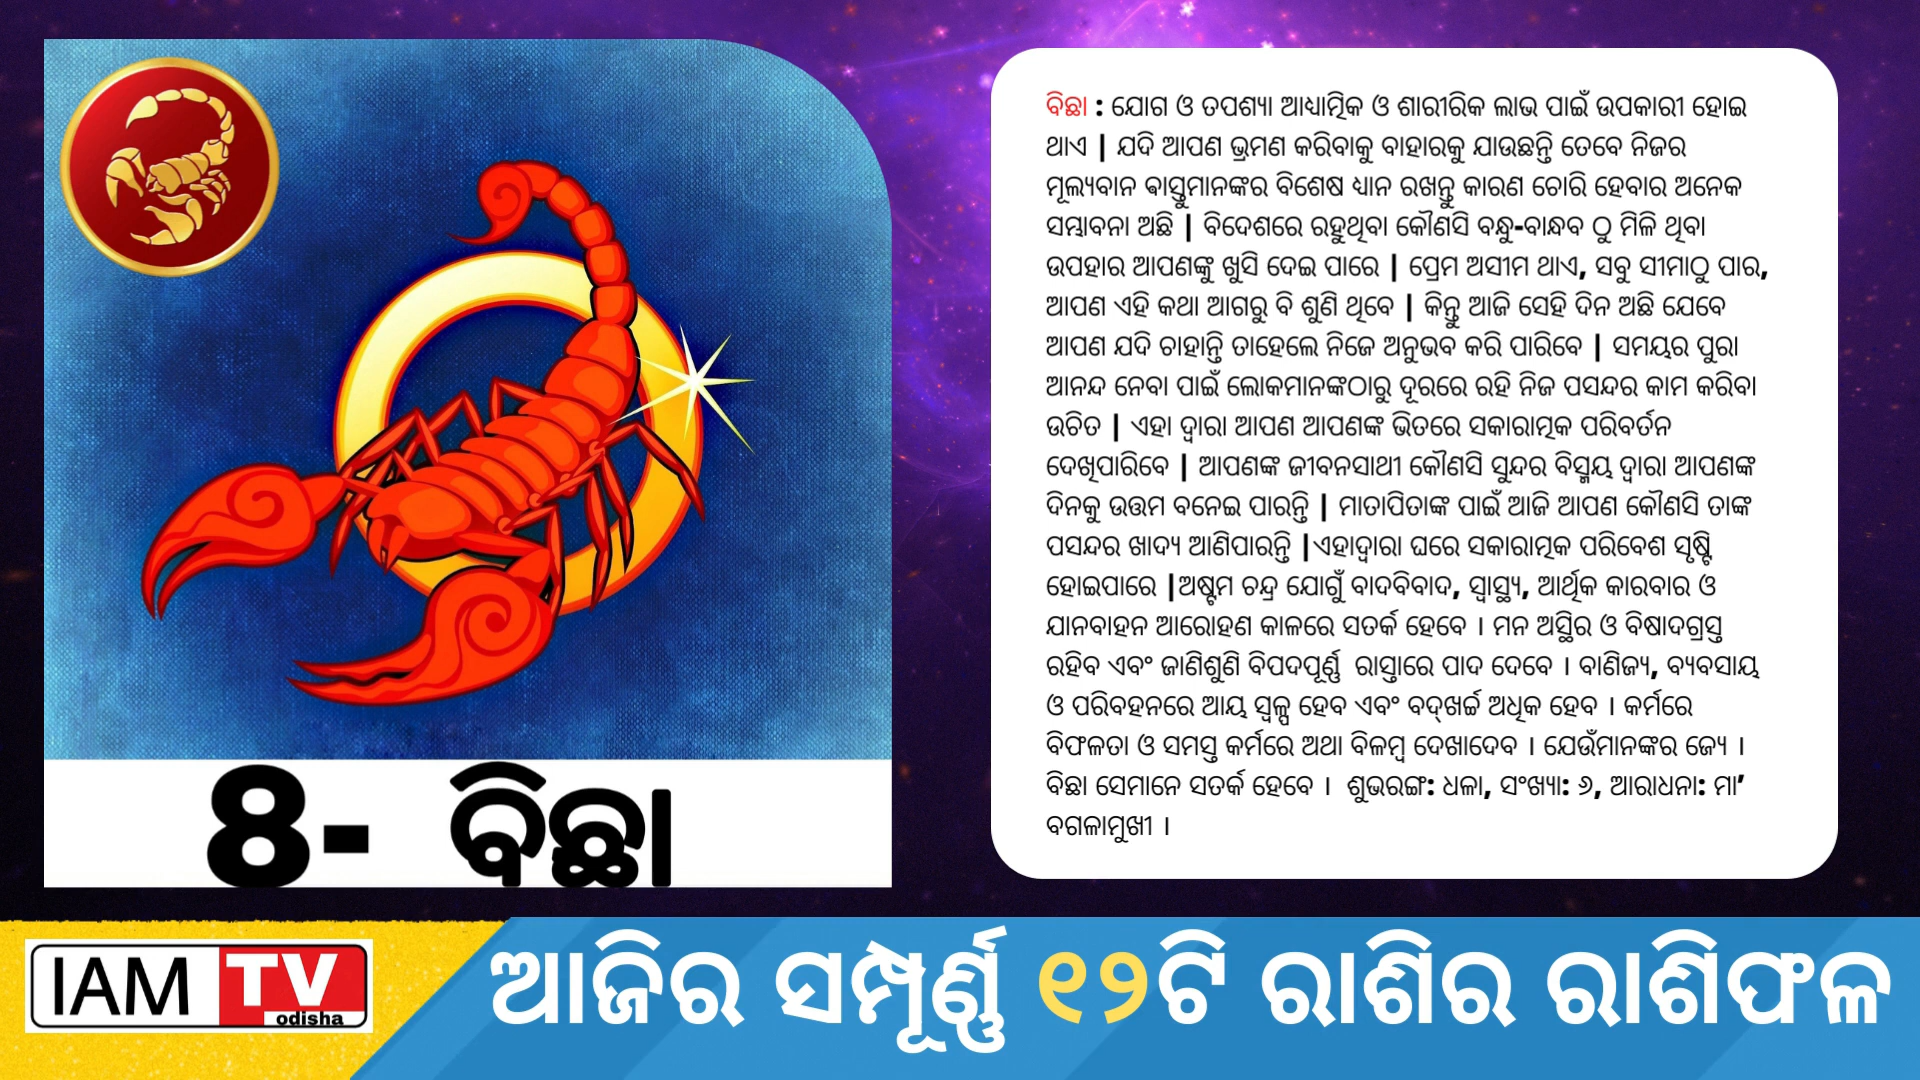 8- ବିଛା
ବିଛା : ଯୋଗ ଓ ତପଶ୍ୟା ଆଧ୍ୟାତ୍ମିକ ଓ ଶାରୀରିକ ଲାଭ ପାଇଁ ଉପକାରୀ ହୋଇ
ଥାଏ | ଯଦି ଆପଣ ଭ୍ରମଣ କରିବାକୁ ବାହାରକୁ ଯାଉଛନ୍ତି ତେବେ ନିଜର
ମୂଲ୍ୟବାନ ଵାସ୍ତୁମାନଙ୍କର ବିଶେଷ ଧ୍ୟାନ ରଖନ୍ତୁ କାରଣ ଚୋରି ହେବାର ଅନେକ
ସମ୍ଭାବନା ଅଛି | ବିଦେଶରେ ରହୁଥିବା କୌଣସି ବନ୍ଧୁ-ବାନ୍ଧବ ଠୁ ମିଳି ଥିବା
ଉପହାର ଆପଣଙ୍କୁ ଖୁସି ଦେଇ ପାରେ | ପ୍ରେମ ଅସୀମ ଥାଏ, ସବୁ ସୀମାଠୁ ପାର,
ଆପଣ ଏହି କଥା ଆଗରୁ ବି ଶୁଣି ଥିବେ | କିନ୍ତୁ ଆଜି ସେହି ଦିନ ଅଛି ଯେବେ
ଆପଣ ଯଦି ଚାହାନ୍ତି ତାହେଲେ ନିଜେ ଅନୁଭବ କରି ପାରିବେ | ସମୟର ପୁରା
ଆନନ୍ଦ ନେବା ପାଇଁ ଲୋକମାନଙ୍କଠାରୁ ଦୂରରେ ରହି ନିଜ ପସନ୍ଦର କାମ କରିବା
ଉଚିତ | ଏହା ଦ୍ୱାରା ଆପଣ ଆପଣଙ୍କ ଭିତରେ ସକାରାତ୍ମକ ପରିବର୍ତନ
ଦେଖିପାରିବେ | ଆପଣଙ୍କ ଜୀବନସାଥୀ କୌଣସି ସୁନ୍ଦର ବିସ୍ମୟ ଦ୍ୱାରା ଆପଣଙ୍କ
ଦିନକୁ ଉତ୍ତମ ବନେଇ ପାରନ୍ତି | ମାତାପିତାଙ୍କ ପାଇଁ ଆଜି ଆପଣ କୌଣସି ତାଙ୍କ
ପସନ୍ଦର ଖାଦ୍ୟ ଆଣିପାରନ୍ତି |ଏହାଦ୍ୱାରା ଘରେ ସକାରାତ୍ମକ ପରିବେଶ ସୃଷ୍ଟି
ହୋଇପାରେ |ଅଷ୍ଟମ ଚନ୍ଦ୍ର ଯୋଗୁଁ ବାଦବିବାଦ, ସ୍ୱାସ୍ଥ୍ୟ, ଆର୍ଥିକ କାରବାର ଓ
ଯାନବାହନ ଆରୋହଣ କାଳରେ ସତର୍କ ହେବେ । ମନ ଅସ୍ଥିର ଓ ବିଷାଦଗ୍ରସ୍ତ
ରହିବ ଏବଂ ଜାଣିଶୁଣି ବିପଦପୂର୍ଣ୍ଣ ରାସ୍ତାରେ ପାଦ ଦେବେ । ବାଣିଜ୍ୟ, ବ୍ୟବସାୟ
ଓ ପରିବହନରେ ଆୟ ସ୍ୱଳ୍ପ ହେବ ଏବଂ ବଦ୍‌ଖର୍ଚ୍ଚ ଅଧିକ ହେବ । କର୍ମରେ
ବିଫଳତା ଓ ସମସ୍ତ କର୍ମରେ ଅଥା ବିଳମ୍ବ ଦେଖାଦେବ । ଯେଉଁମାନଙ୍କର ଜ୍ୟେ ।
ବିଛା ସେମାନେ ସତର୍କ ହେବେ । ଶୁଭରଙ୍ଗ: ଧଳା, ସଂଖ୍ୟା: ୬, ଆରାଧନା: ମା’
ବଗଳାମୁଖୀ ।
IAM TV
odisha
ଆଜିର ସମ୍ପୂର୍ଣ୍ଣ ୧୨ଟି ରାଶିର ରାଶିଫଳ